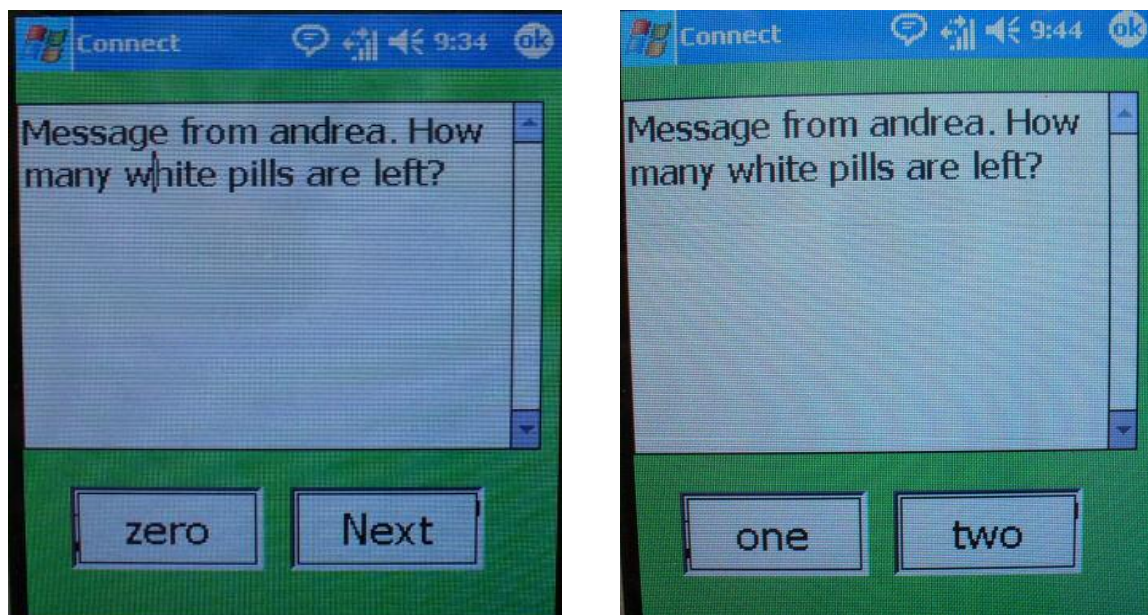 Connect 9:34 ok
Message from andrea. How
many white pills are left?
zero Next
Connect 9:44 ok
Message from andrea. How
many white pills are left?
one two